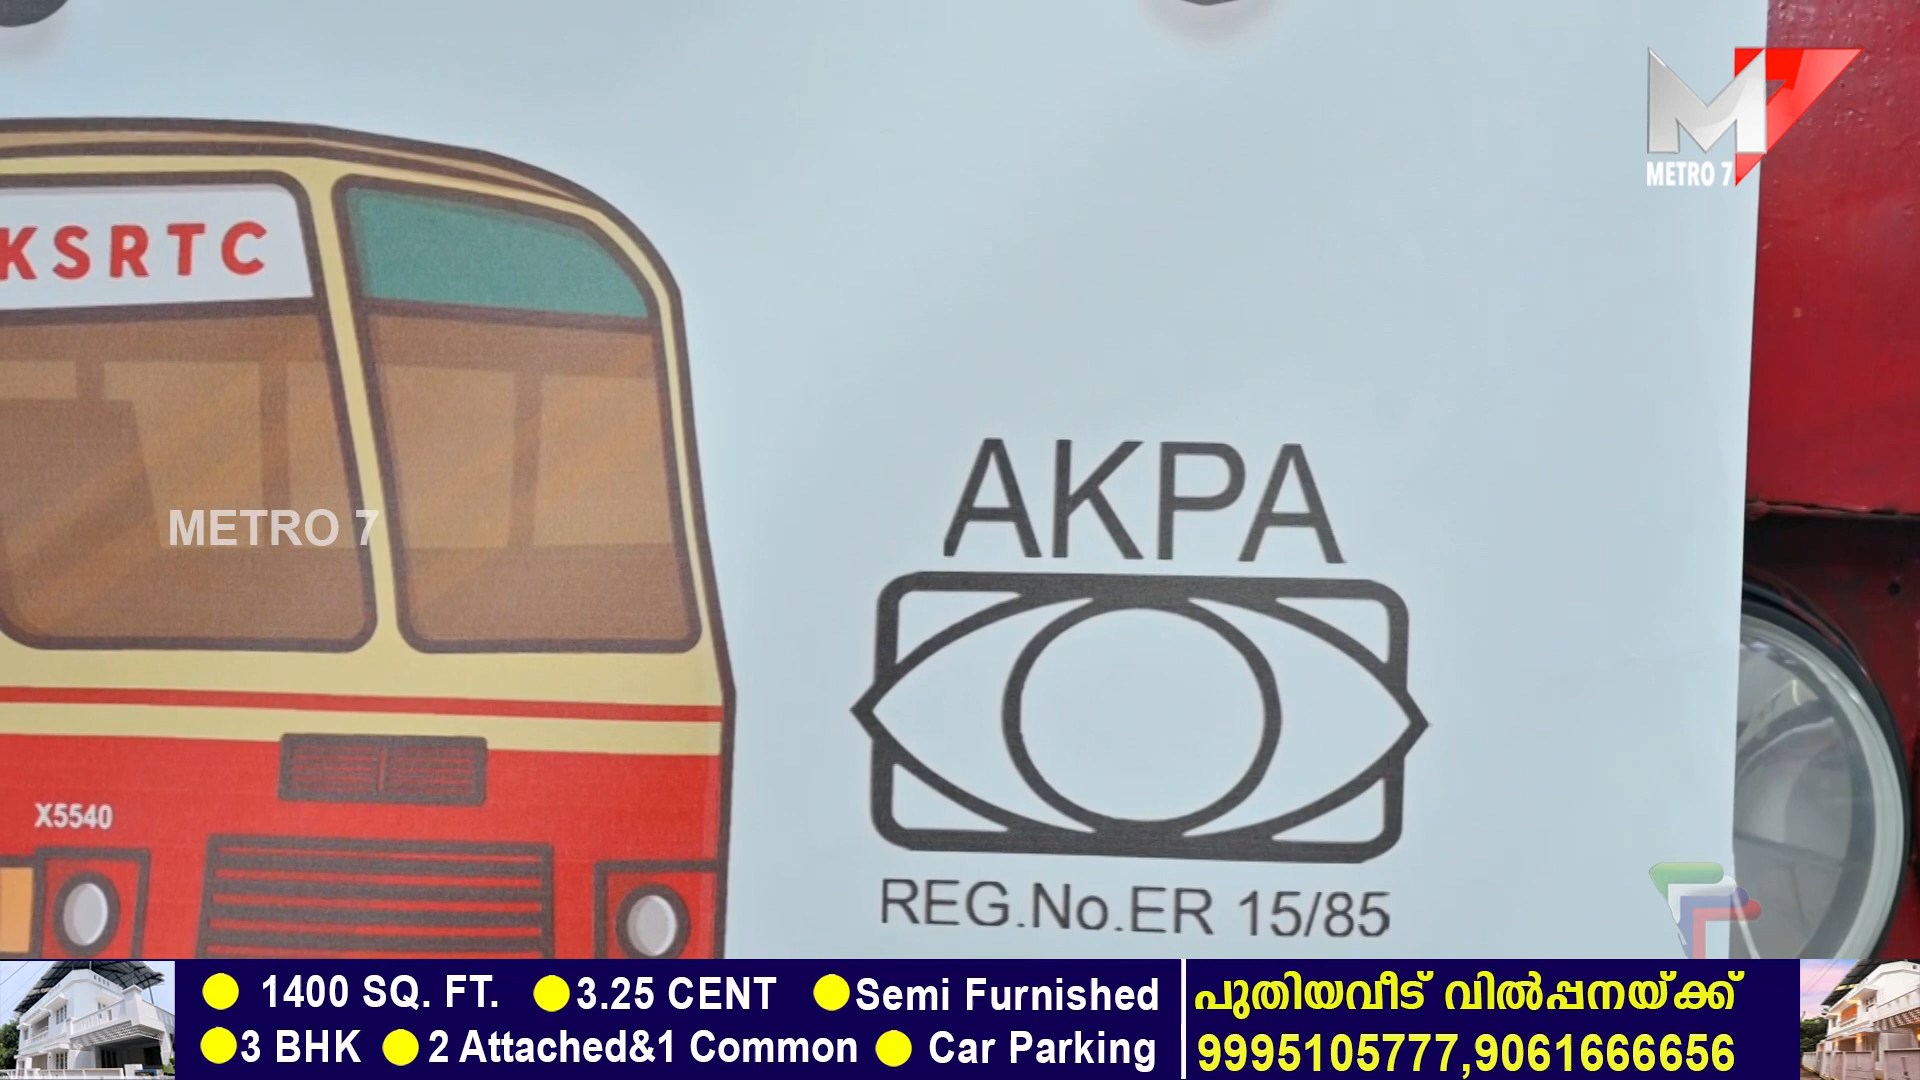 METRO 7
KSRTC
METRO 7
AKPA
X5540
REG.No.ER 15/85
1400 SQ. FT. 3.25 CENT Semi Furnished
3 BHK 2 Attached&1 Common Car Parking
പുതിയവീട് വിൽപ്പനയ്ക്ക്
9995105777,9061666656